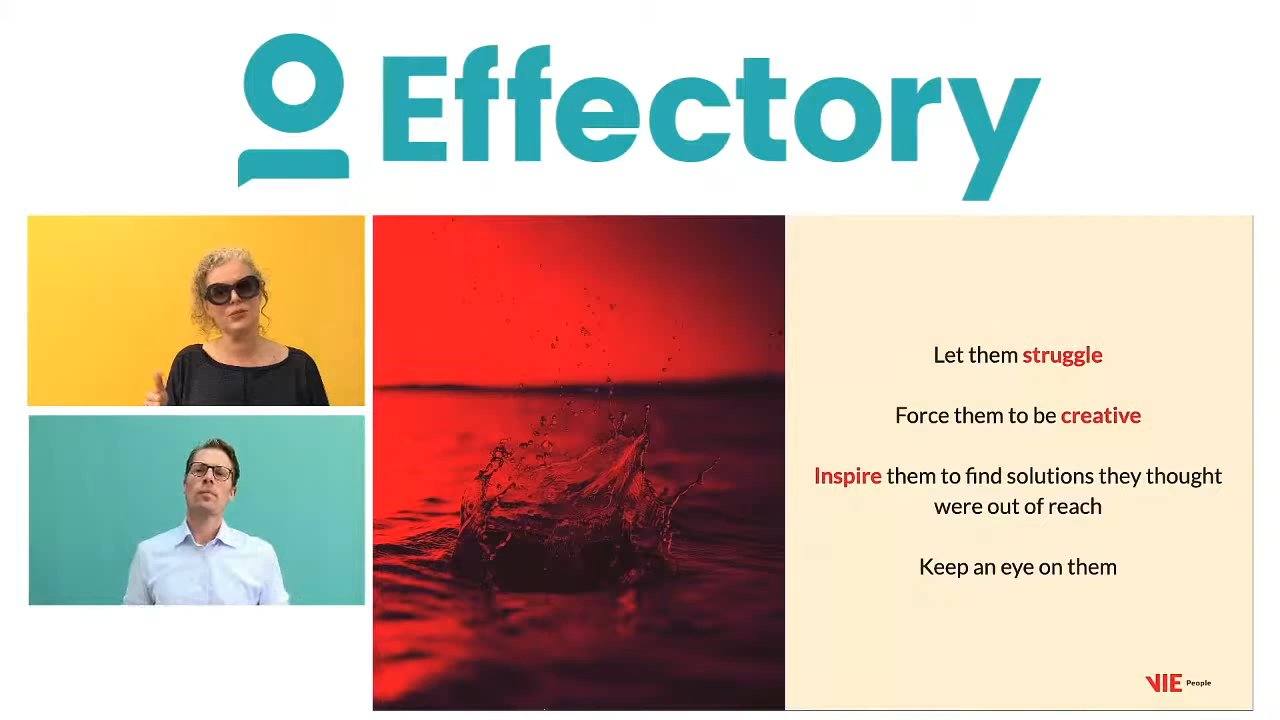 Effectory
Let them struggle
Force them to be creative
Inspire them to find solutions they thought
were out of reach
Keep an eye on them
VIE People